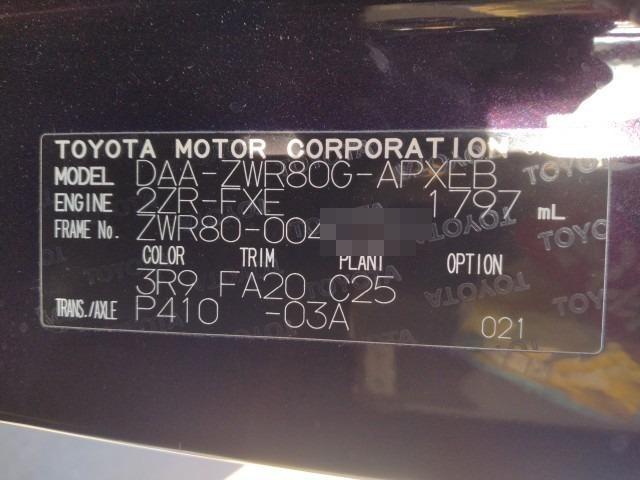 TOYOTA MOTOR CORPORATION
MODEL DAA-ZWR80G-APXEB
ENGINE 2ZR-FXE 1797 mL
FRAME No. ZWR80-004
COLOR TRIM PLANT OPTION
3R9 FA20 C25
TRANS./AXLE P410 -03A 021